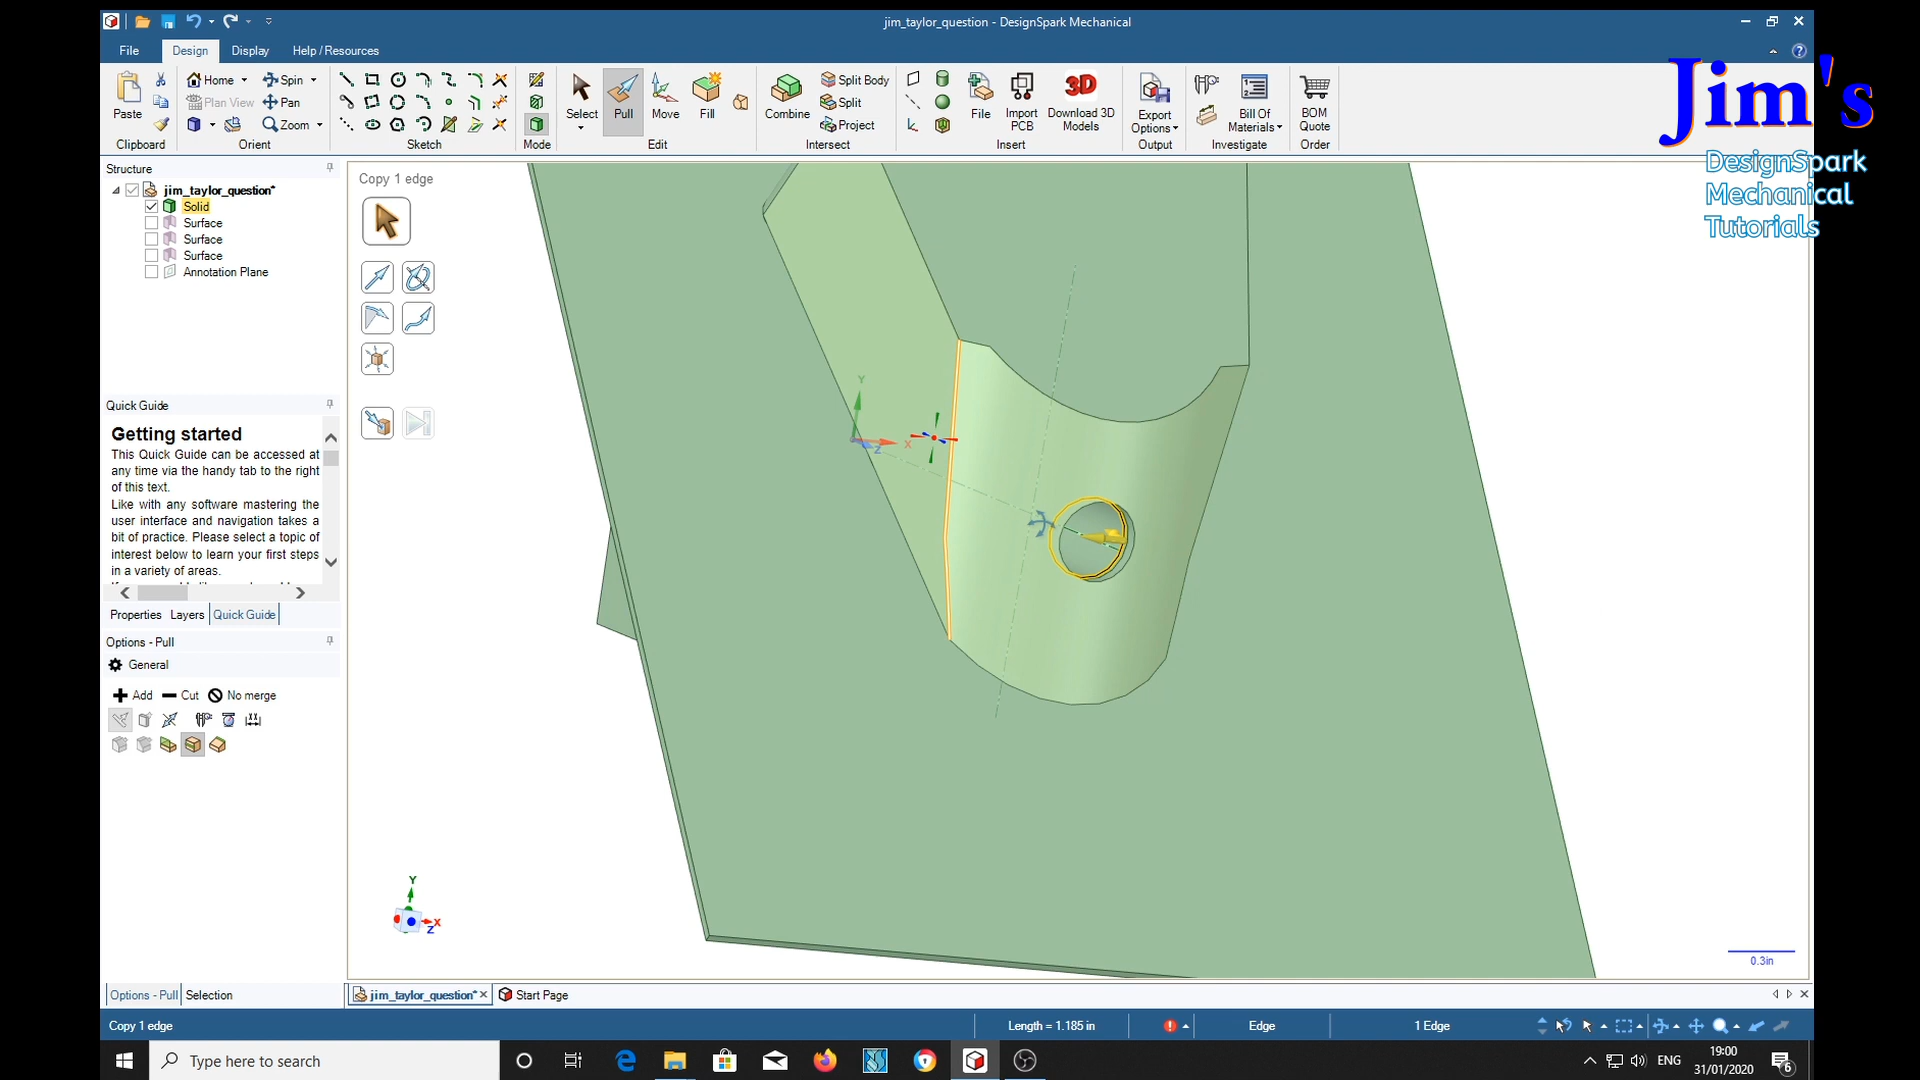 jim_taylor_question - DesignSpark Mechanical
File Design Display Help / Resources
Jim's
DesignSpark
Mechanical
Tutorials
Paste
Clipboard
Home Spin
Plan View Pan
Zoom
Orient
Sketch
Mode
Select Pull Move Fill
Edit
Combine
Split Body
Split
Project
Intersect
File
Import
PCB
Download 3D
Models
3D
Insert
Export
Options
Output
Bill Of
Materials
Investigate
BOM
Quote
Order
Structure
jim_taylor_question*
Solid
Surface
Surface
Surface
Annotation Plane
Copy 1 edge
Quick Guide
Getting started
This Quick Guide can be accessed at
any time via the handy tab to the right
of this text.
Like with any software mastering the
user interface and navigation takes a
bit of practice. Please select a topic of
interest below to learn your first steps
in a variety of areas.
Properties Layers Quick Guide
Options - Pull
General
Add Cut No merge
Y
X
Z
Y
X
Z
0.3in
Options - Pull Selection
jim_taylor_question* Start Page
Copy 1 edge
Length = 1.185 in
Edge
1 Edge
Type here to search
ENG
19:00
31/01/2020
6